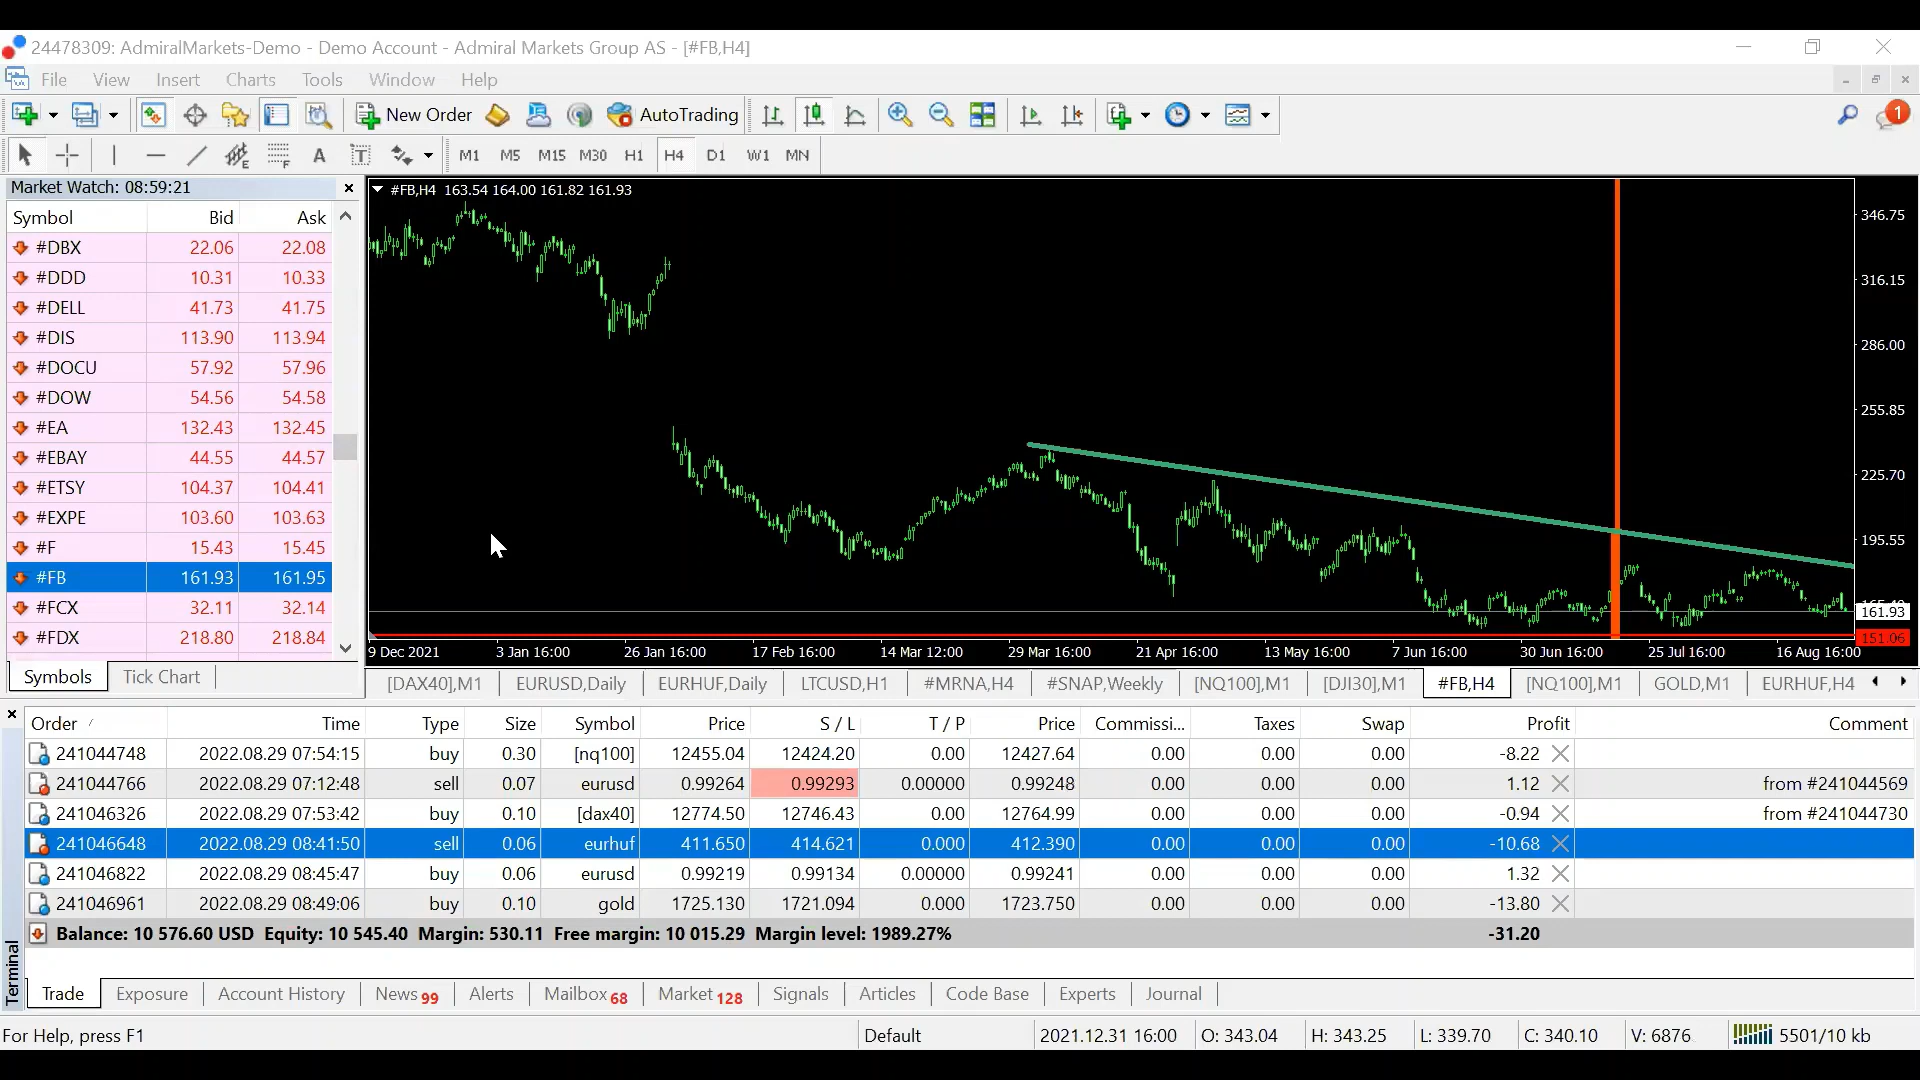 24478309: AdmiralMarkets-Demo - Demo Account - Admiral Markets Group AS - [#FB,H4]
File View Insert Charts Tools Window Help
New Order AutoTrading 1
E F A T M1 M5 M15 M30 H1 H4 D1 W1 MN
Market Watch: 08:59:21
Symbol Bid Ask
#DBX 22.06 22.08
#DDD 10.31 10.33
#DELL 41.73 41.75
#DIS 113.90 113.94
#DOCU 57.92 57.96
#DOW 54.56 54.58
#EA 132.43 132.45
#EBAY 44.55 44.57
#ETSY 104.37 104.41
#EXPE 103.60 103.63
#F 15.43 15.45
#FB 161.93 161.95
#FCX 32.11 32.14
#FDX 218.80 218.84
Symbols Tick Chart
#FB,H4 163.54 164.00 161.82 161.93
346.75
316.15
286.00
255.85
225.70
195.55
161.93
151.06
9 Dec 2021 3 Jan 16:00 26 Jan 16:00 17 Feb 16:00 14 Mar 12:00 29 Mar 16:00 21 Apr 16:00 13 May 16:00 7 Jun 16:00 30 Jun 16:00 25 Jul 16:00 16 Aug 16:00
[DAX40],M1 EURUSD,Daily EURHUF,Daily LTCUSD,H1 #MRNA,H4 #SNAP,Weekly [NQ100],M1 [DJI30],M1 #FB,H4 [NQ100],M1 GOLD,M1 EURHUF,H4
Order Time Type Size Symbol Price S / L T / P Price Commissi... Taxes Swap Profit Comment
241044748 2022.08.29 07:54:15 buy 0.30 [nq100] 12455.04 12424.20 0.00 12427.64 0.00 0.00 0.00 -8.22
241044766 2022.08.29 07:12:48 sell 0.07 eurusd 0.99264 0.99293 0.00000 0.99248 0.00 0.00 0.00 1.12 from #241044569
241046326 2022.08.29 07:53:42 buy 0.10 [dax40] 12774.50 12746.43 0.00 12764.99 0.00 0.00 0.00 -0.94 from #241044730
241046648 2022.08.29 08:41:50 sell 0.06 eurhuf 411.650 414.621 0.000 412.390 0.00 0.00 0.00 -10.68
241046822 2022.08.29 08:45:47 buy 0.06 eurusd 0.99219 0.99134 0.00000 0.99241 0.00 0.00 0.00 1.32
241046961 2022.08.29 08:49:06 buy 0.10 gold 1725.130 1721.094 0.000 1723.750 0.00 0.00 0.00 -13.80
Balance: 10 576.60 USD Equity: 10 545.40 Margin: 530.11 Free margin: 10 015.29 Margin level: 1989.27% -31.20
Terminal
Trade Exposure Account History News 99 Alerts Mailbox 68 Market 128 Signals Articles Code Base Experts Journal
For Help, press F1 Default 2021.12.31 16:00 O: 343.04 H: 343.25 L: 339.70 C: 340.10 V: 6876 5501/10 kb